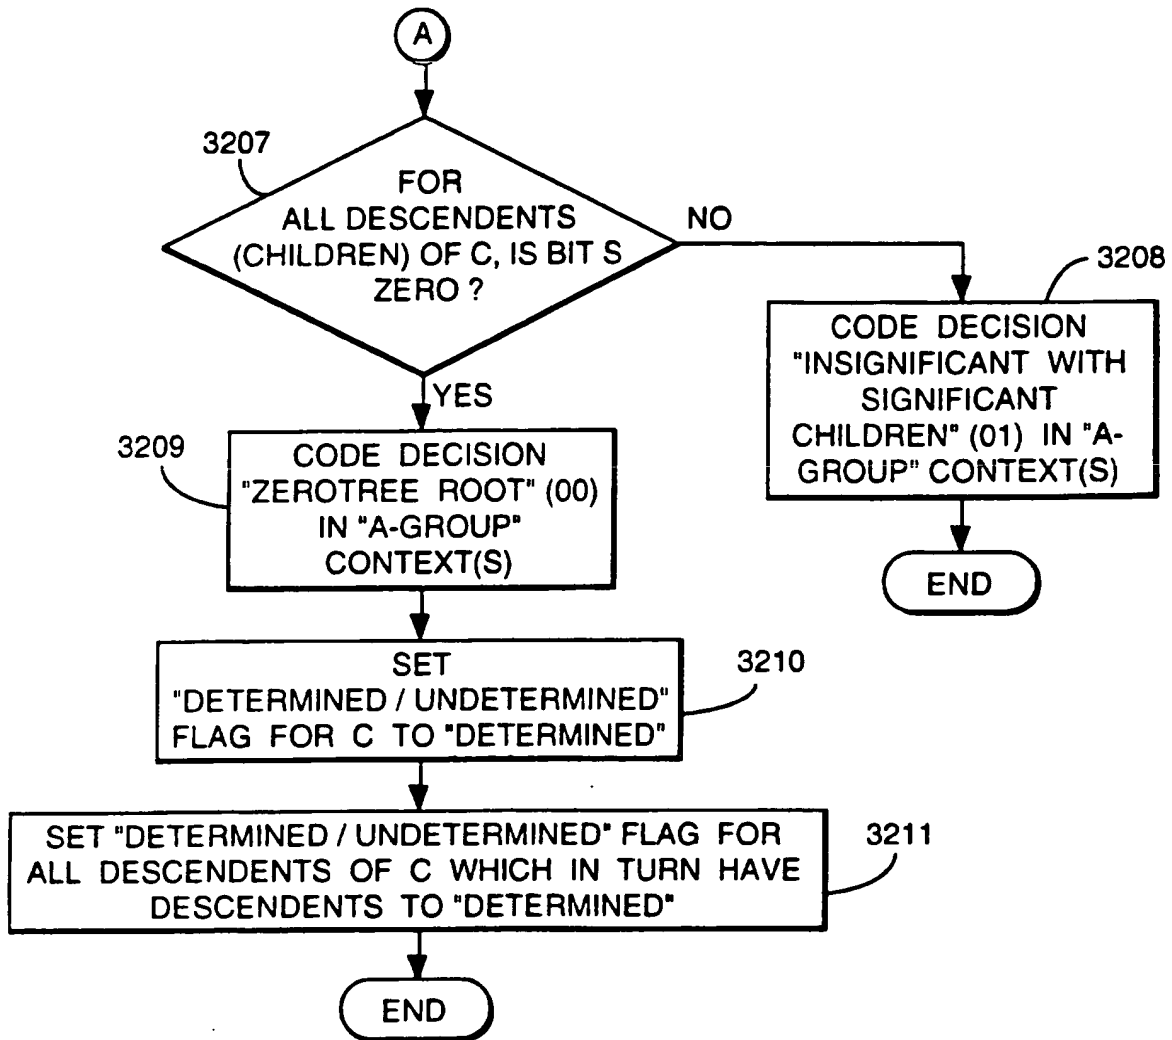 A
3207
FOR
ALL DESCENDENTS
(CHILDREN) OF C, IS BIT S
ZERO ?
NO
YES
3208
CODE DECISION
"INSIGNIFICANT WITH
SIGNIFICANT
CHILDREN" (01) IN "A-
GROUP" CONTEXT(S)
END
3209
CODE DECISION
"ZEROTREE ROOT" (00)
IN "A-GROUP"
CONTEXT(S)
3210
SET
"DETERMINED / UNDETERMINED"
FLAG FOR C TO "DETERMINED"
3211
SET "DETERMINED / UNDETERMINED" FLAG FOR
ALL DESCENDENTS OF C WHICH IN TURN HAVE
DESCENDENTS TO "DETERMINED"
END